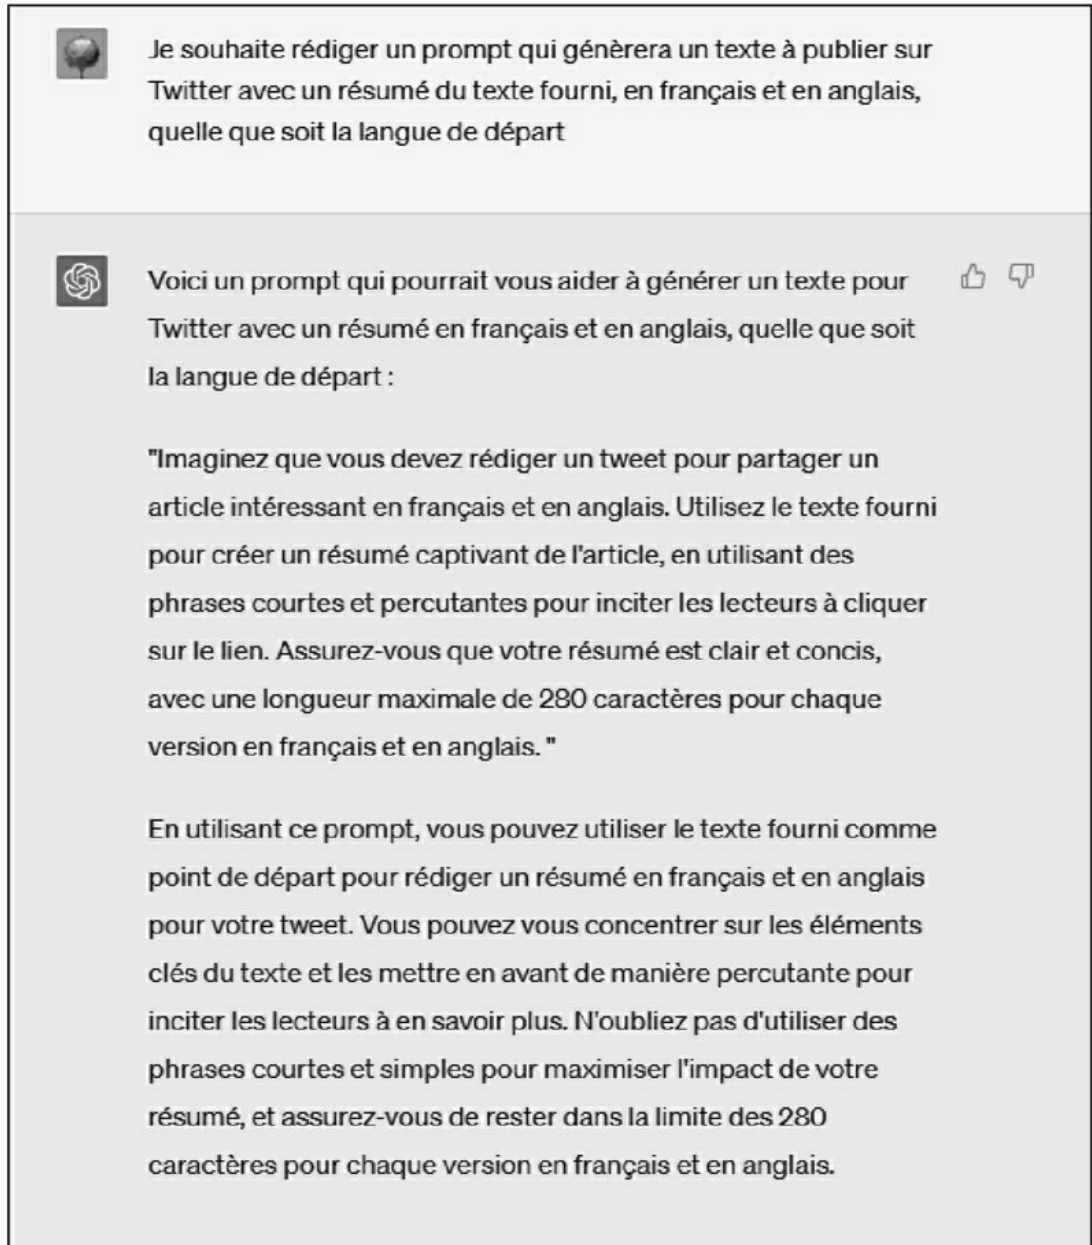 Je souhaite rédiger un prompt qui génèrera un texte à publier sur
Twitter avec un résumé du texte fourni, en français et en anglais,
quelle que soit la langue de départ
Voici un prompt qui pourrait vous aider à générer un texte pour
Twitter avec un résumé en français et en anglais, quelle que soit
la langue de départ :
"Imaginez que vous devez rédiger un tweet pour partager un
article intéressant en français et en anglais. Utilisez le texte fourni
pour créer un résumé captivant de l'article, en utilisant des
phrases courtes et percutantes pour inciter les lecteurs à cliquer
sur le lien. Assurez-vous que votre résumé est clair et concis,
avec une longueur maximale de 280 caractères pour chaque
version en français et en anglais. "
En utilisant ce prompt, vous pouvez utiliser le texte fourni comme
point de départ pour rédiger un résumé en français et en anglais
pour votre tweet. Vous pouvez vous concentrer sur les éléments
clés du texte et les mettre en avant de manière percutante pour
inciter les lecteurs à en savoir plus. N'oubliez pas d'utiliser des
phrases courtes et simples pour maximiser l'impact de votre
résumé, et assurez-vous de rester dans la limite des 280
caractères pour chaque version en français et en anglais.